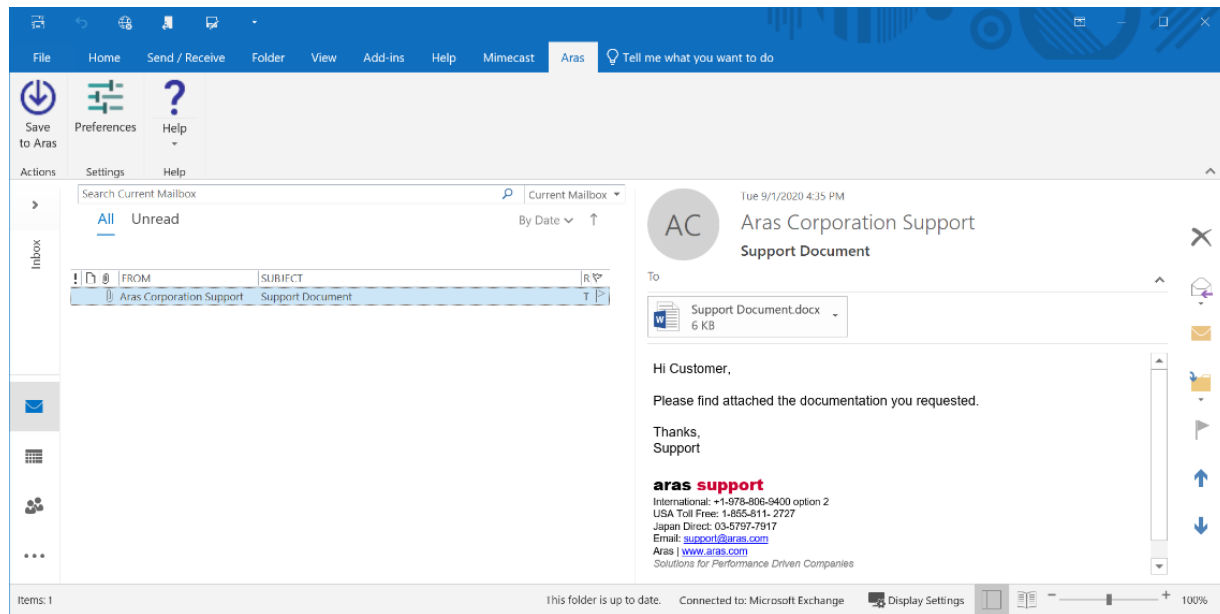 File Home Send / Receive Folder View Add-ins Help Mimecast Aras Tell me what you want to do
Save to Aras
Preferences
Help
Actions Settings Help
Inbox
Search Current Mailbox Current Mailbox
All Unread By Date
! FROM SUBJECT R
Aras Corporation Support Support Document T
AC
Tue 9/1/2020 4:35 PM
Aras Corporation Support
Support Document
To
Support Document.docx
6 KB
Hi Customer,
Please find attached the documentation you requested.
Thanks,
Support
aras support
International: +1-978-806-9400 option 2
USA Toll Free: 1-855-811- 2727
Japan Direct: 03-5797-7917
Email: support@aras.com
Aras | www.aras.com
Solutions for Performance Driven Companies
Items: 1 This folder is up to date. Connected to: Microsoft Exchange Display Settings 100%